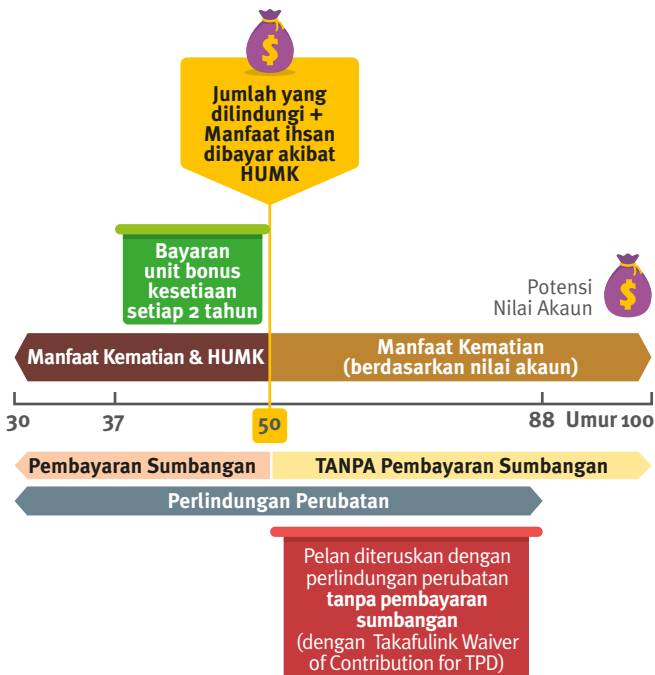 $
Jumlah yang
dilindungi +
Manfaat ihsan
dibayar akibat
HUMK
Bayaran
unit bonus
kesetiaan
setiap 2 tahun
Potensi
Nilai Akaun
$
Manfaat Kematian & HUMK
Manfaat Kematian
(berdasarkan nilai akaun)
30
37
50
88
Umur 100
Pembayaran Sumbangan
TANPA Pembayaran Sumbangan
Perlindungan Perubatan
Pelan diteruskan dengan
perlindungan perubatan
tanpa pembayaran
sumbangan
(dengan Takafulink Waiver
of Contribution for TPD)